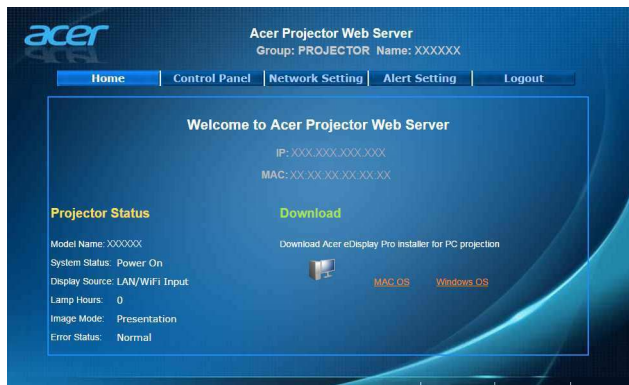 acer
Acer Projector Web Server
Group: PROJECTOR Name: XXXXXX
Home Control Panel Network Setting Alert Setting Logout
Welcome to Acer Projector Web Server
IP: XXX.XXX.XXX.XXX
MAC: XX.XX.XX.XX.XX.XX
Projector Status
Model Name: XXXXXX
System Status: Power On
Display Source: LAN/WiFi Input
Lamp Hours: 0
Image Mode: Presentation
Error Status: Normal
Download
Download Acer eDisplay Pro installer for PC projection
MAC OS Windows OS